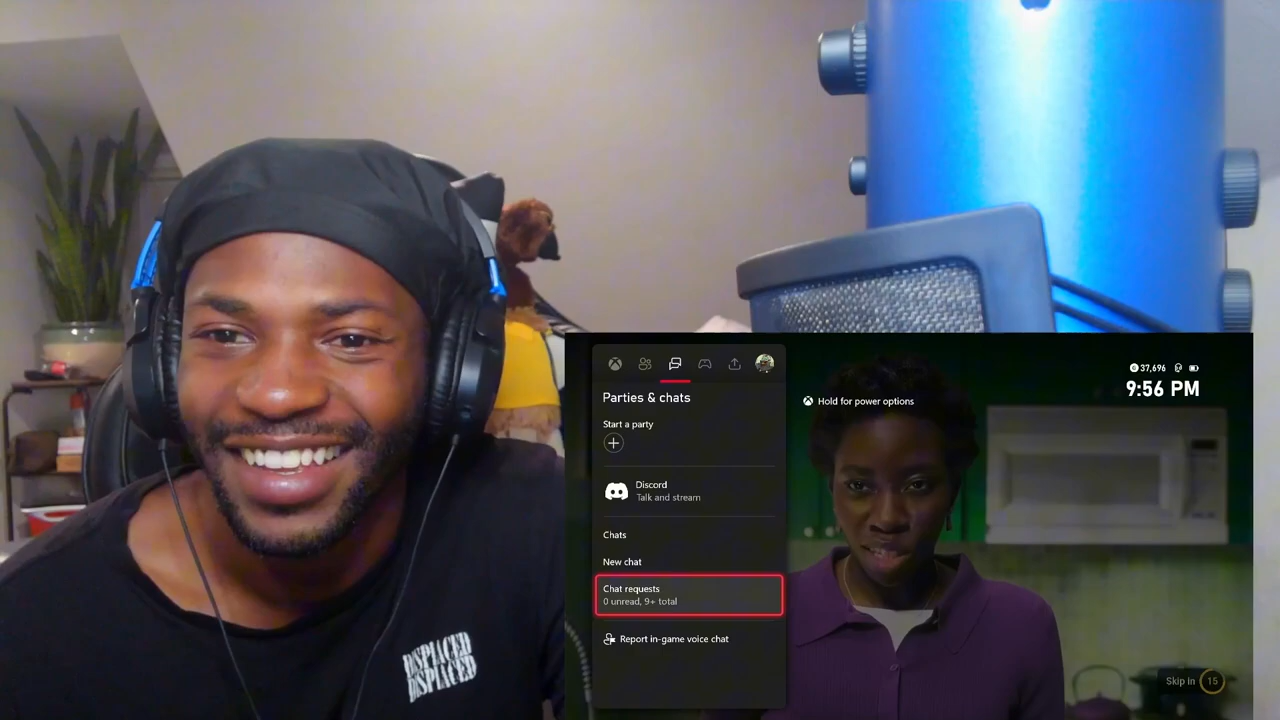 DISPLACED
DISPLACED
37,696
9:56 PM
Hold for power options
Parties & chats
Start a party
Discord
Talk and stream
Chats
New chat
Chat requests
0 unread, 9+ total
Report in-game voice chat
Skip in 15